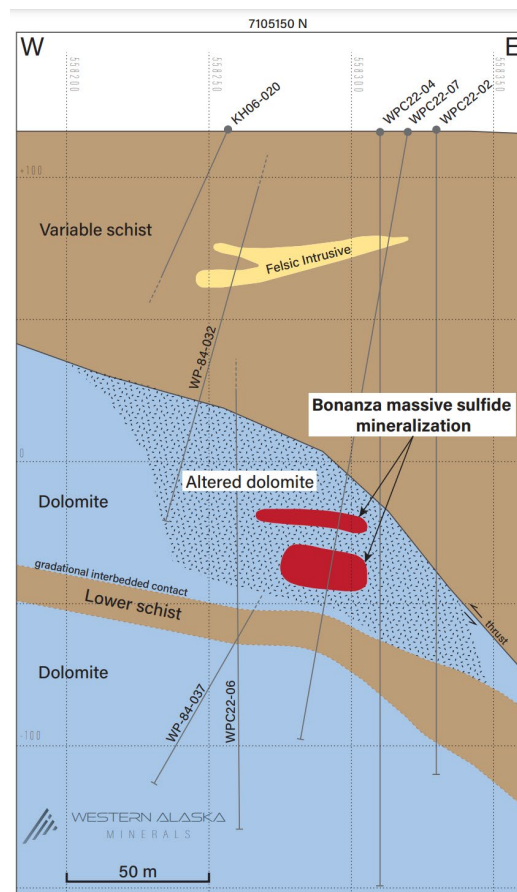 7105150 N
W
E
558200
558250
558300
558350
KH06-020
WPC22-04
WPC22-07
WPC22-02
+100
Variable schist
Felsic Intrusive
WP-84-032
Bonanza massive sulfide
mineralization
0
Altered dolomite
Dolomite
gradational interbedded contact
Lower schist
thrust
Dolomite
WP-84-037
WPC22-06
-100
WESTERN ALASKA
MINERALS
50 m